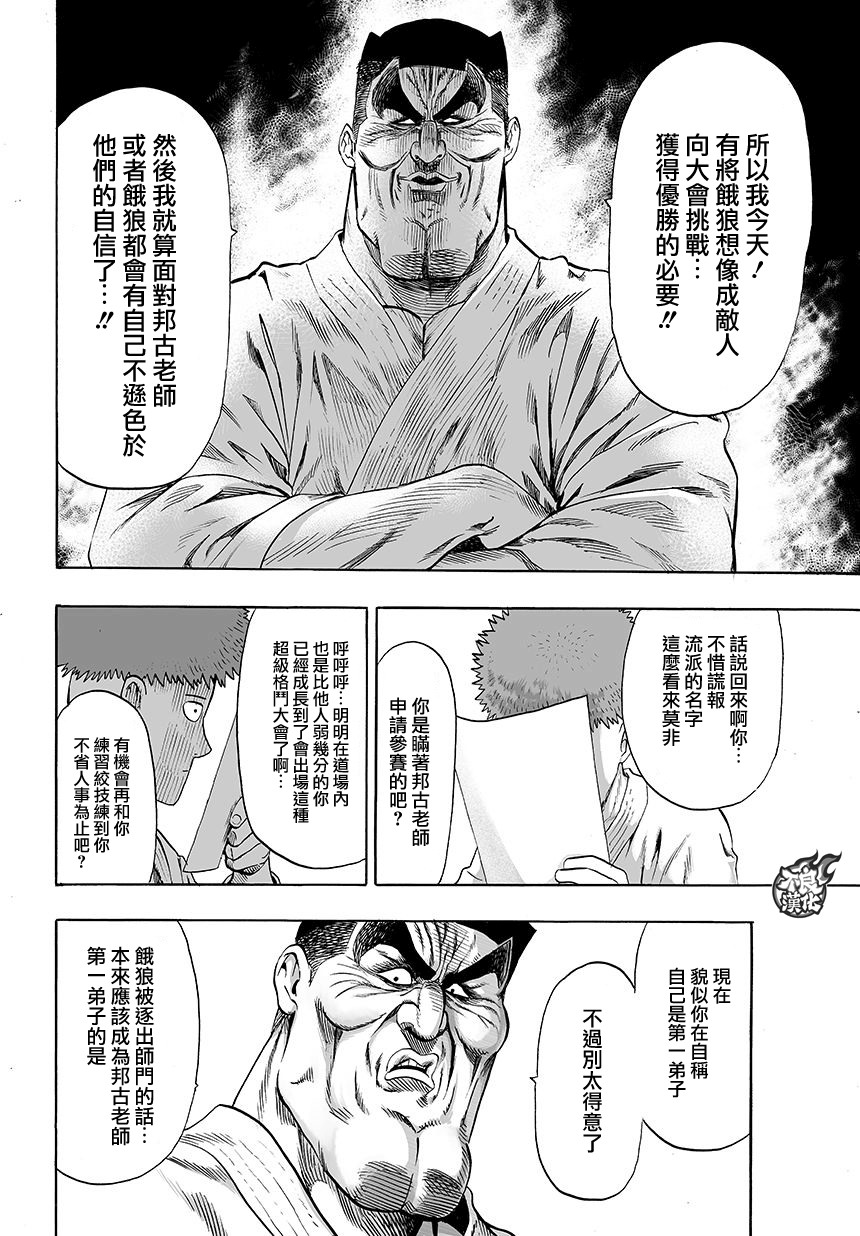 所以我今天！
有將餓狼想像成敵人
向大會挑戰…
獲得優勝的必要!!
然後我就算面對邦古老師
或者餓狼都會有自己不遜色於
他們的自信了…!!
話説回來啊你…
不惜謊報
流派的名字
這麼看來莫非
你是瞞著邦古老師
申請參賽的吧？
呼呼呼…明明在道場內
也是比他人弱幾分的你
已經成長到了會出場這種
超級格鬥大會了啊…
有機會再和你
練習絞技練到你
不省人事為止吧？
現在
貌似你在自稱
自己是第一弟子
不過別太得意了
餓狼被逐出師門的話…
本來應該成為邦古老師
第一弟子的是
不良
漢化